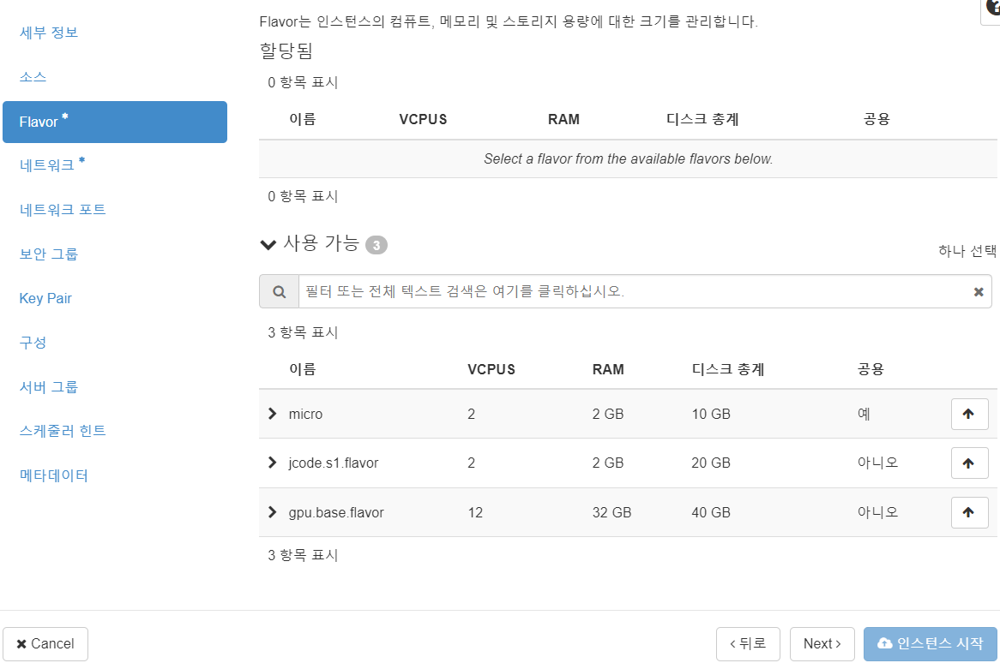 Flavor는 인스턴스의 컴퓨트, 메모리 및 스토리지 용량에 대한 크기를 관리합니다.
세부 정보
소스
Flavor *
네트워크 *
네트워크 포트
보안 그룹
Key Pair
구성
서버 그룹
스케줄러 힌트
메타데이터
할당됨
0 항목 표시
이름 VCPUS RAM 디스크 총계 공용
Select a flavor from the available flavors below.
0 항목 표시
사용 가능 3
하나 선택
필터 또는 전체 텍스트 검색은 여기를 클릭하십시오.
3 항목 표시
이름 VCPUS RAM 디스크 총계 공용
micro 2 2 GB 10 GB 예
jcode.s1.flavor 2 2 GB 20 GB 아니오
gpu.base.flavor 12 32 GB 40 GB 아니오
3 항목 표시
Cancel
뒤로
Next
인스턴스 시작